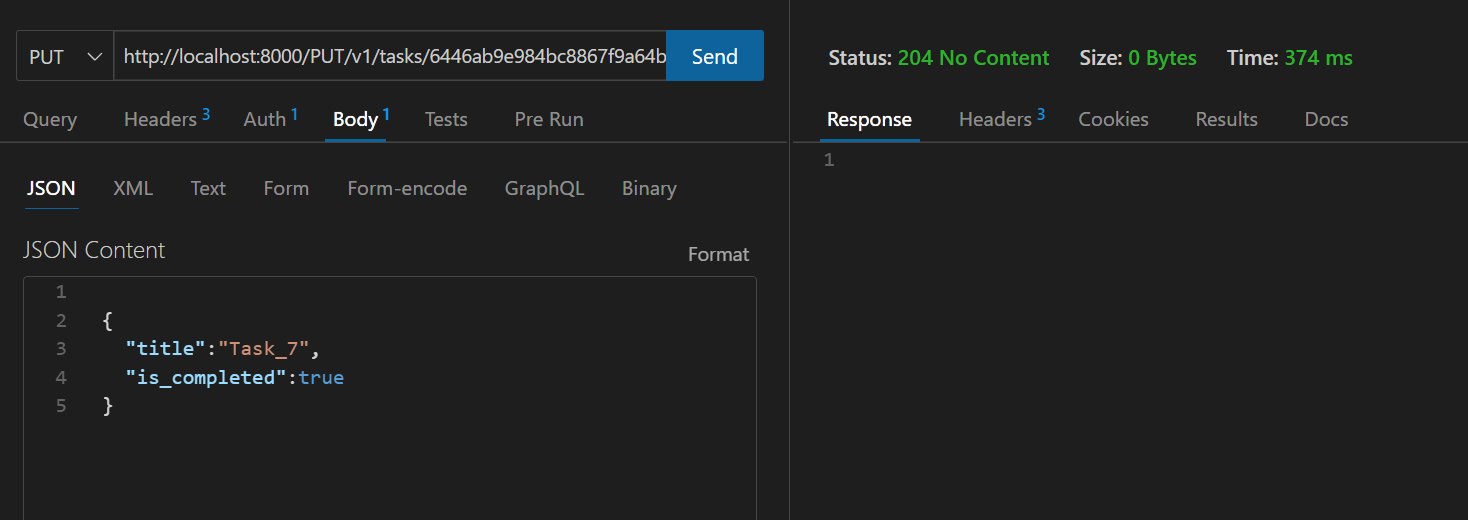 PUT http://localhost:8000/PUT/v1/tasks/6446ab9e984bc8867f9a64b Send
Query Headers 3 Auth 1 Body 1 Tests Pre Run
JSON XML Text Form Form-encode GraphQL Binary
JSON Content Format
1
2 {
3 "title":"Task_7",
4 "is_completed":true
5 }
Status: 204 No Content Size: 0 Bytes Time: 374 ms
Response Headers 3 Cookies Results Docs
1